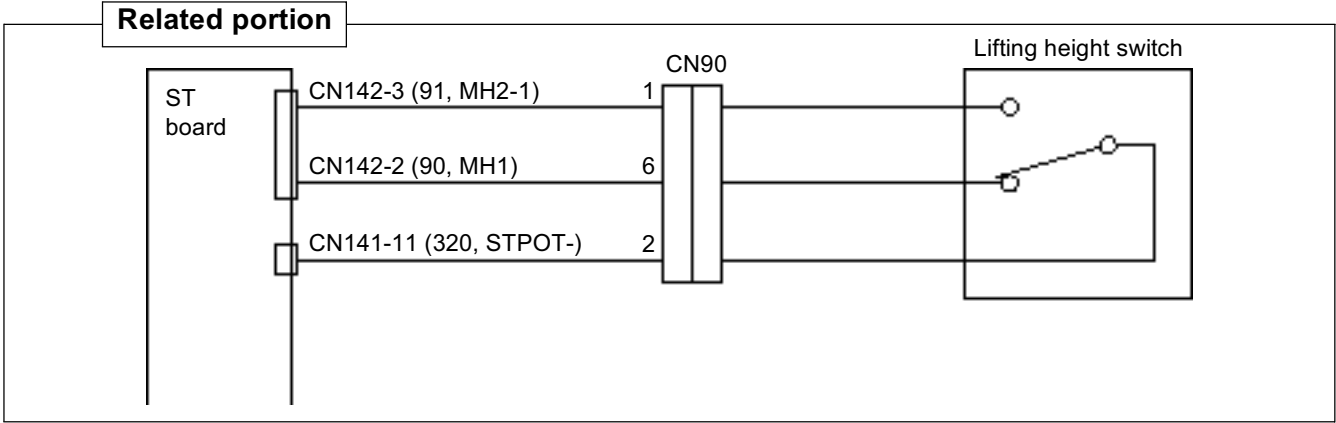 Related portion
Lifting height switch
CN90
ST
board
CN142-3 (91, MH2-1)
1
CN142-2 (90, MH1)
6
CN141-11 (320, STPOT-)
2